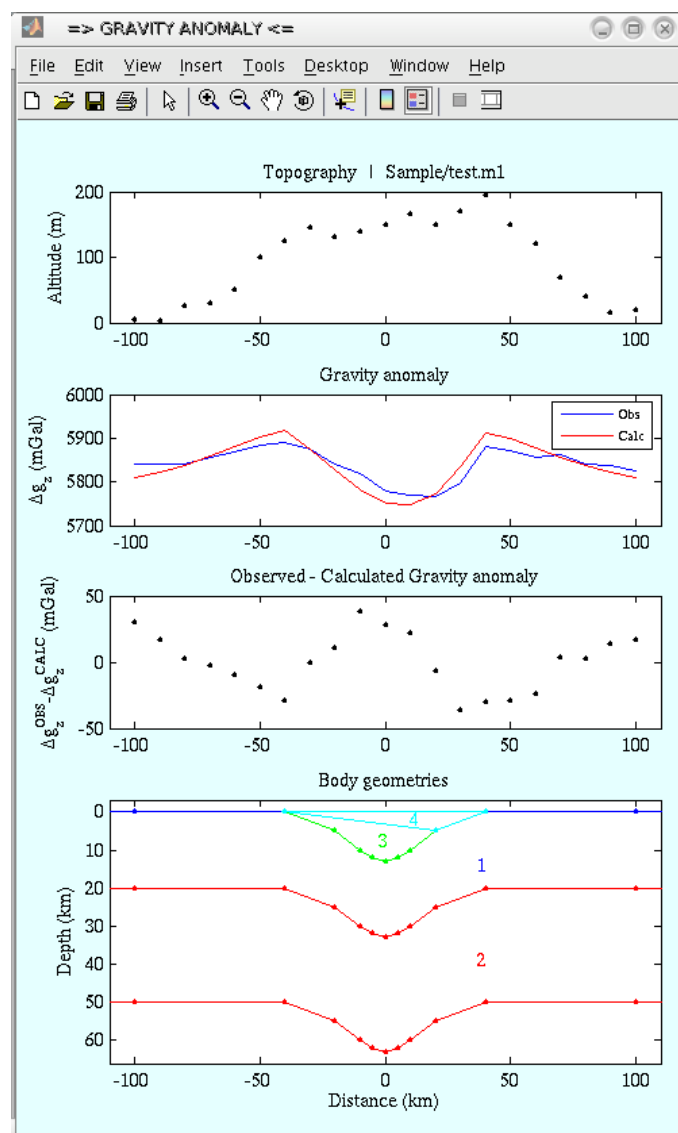 => GRAVITY ANOMALY <=
File Edit View Insert Tools Desktop Window Help
Topography | Sample/test.m1
Altitude (m)
200
100
0
-100 -50 0 50 100
Gravity anomaly
Δg_z (mGal)
6000
5900
5800
5700
Obs
Calc
-100 -50 0 50 100
Observed - Calculated Gravity anomaly
Δg_z^OBS-Δg_z^CALC (mGal)
50
0
-50
-100 -50 0 50 100
Body geometries
Depth (km)
0
10
20
30
40
50
60
4
3
1
2
-100 -50 0 50 100
Distance (km)